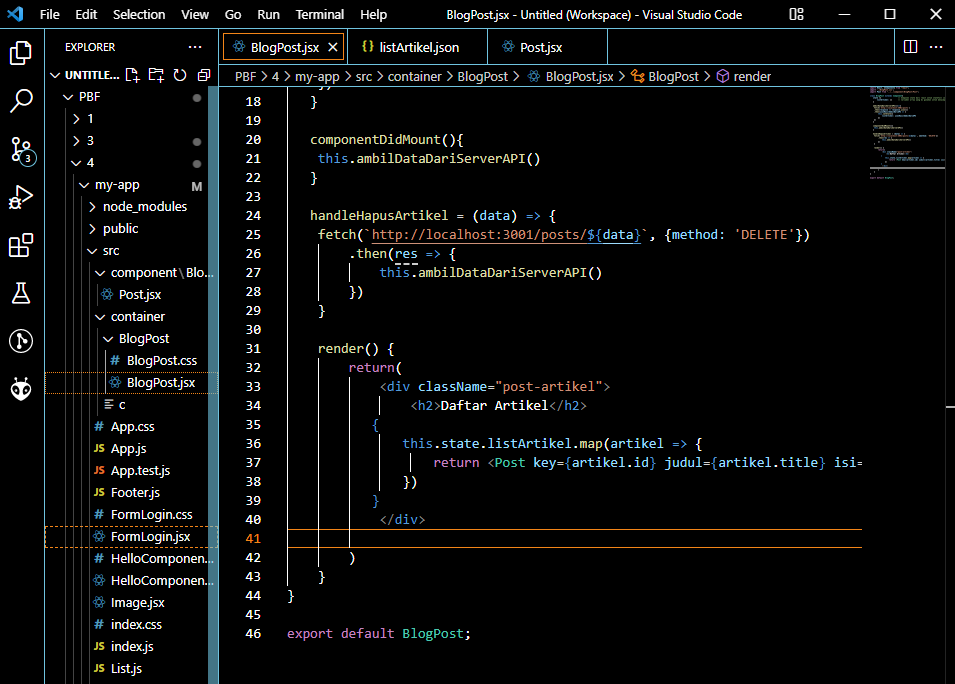 File Edit Selection View Go Run Terminal Help BlogPost.jsx - Untitled (Workspace) - Visual Studio Code
EXPLORER ...
BlogPost.jsx
{} listArtikel.json
Post.jsx
UNTITLE...
PBF > 4 > my-app > src > container > BlogPost > BlogPost.jsx > BlogPost > render
PBF
1
3
4
my-app M
node_modules
public
src
component\Blo...
Post.jsx
container
BlogPost
# BlogPost.css
BlogPost.jsx
c
# App.css
JS App.js
JS App.test.js
JS Footer.js
# FormLogin.css
FormLogin.jsx
# HelloComponen...
HelloComponen...
Image.jsx
# index.css
JS index.js
JS List.js
3
18 }
19
20 componentDidMount(){
21 this.ambilDataDariServerAPI()
22 }
23
24 handleHapusArtikel = (data) => {
25 fetch(`http://localhost:3001/posts/${data}`, {method: 'DELETE'})
26 .then(res => {
27 this.ambilDataDariServerAPI()
28 })
29 }
30
31 render() {
32 return(
33 <div className="post-artikel">
34 <h2>Daftar Artikel</h2>
35 {
36 this.state.listArtikel.map(artikel => {
37 return <Post key={artikel.id} judul={artikel.title} isi=
38 })
39 }
40 </div>
41
42 )
43 }
44 }
45
46 export default BlogPost;